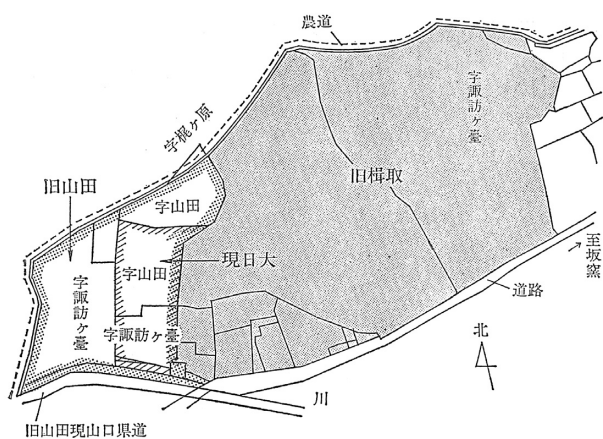 農道
字諏訪ヶ臺
字梶ヶ原
旧楫取
旧山田
字山田
字山田
現日大
字諏訪ヶ臺
字諏訪ヶ臺
至坂窯
道路
北
川
旧山田現山口県道